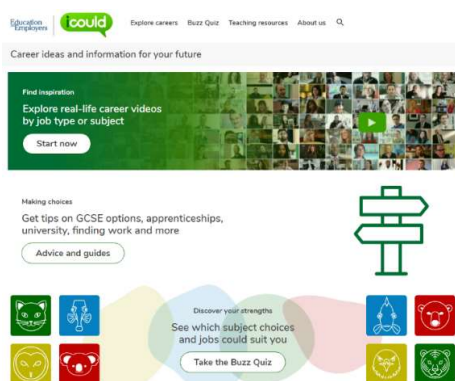 Education
Employers
icould
Explore careers Buzz Quiz Teaching resources About us
Career ideas and information for your future
Find inspiration
Explore real-life career videos
by job type or subject
Start now
Making choices
Get tips on GCSE options, apprenticeships,
university, finding work and more
Advice and guides
Discover your strengths
See which subject choices
and jobs could suit you
Take the Buzz Quiz